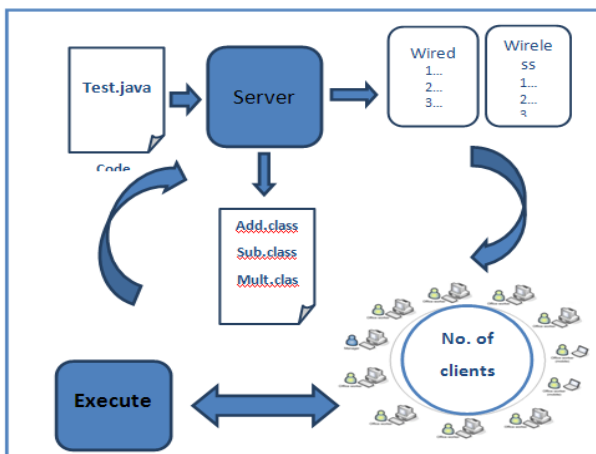 Test.java
Code
Server
Wired
1...
2...
3...
Wirele
ss
1...
2...
3
Add.class
Sub.class
Mult.clas
No. of
clients
Execute